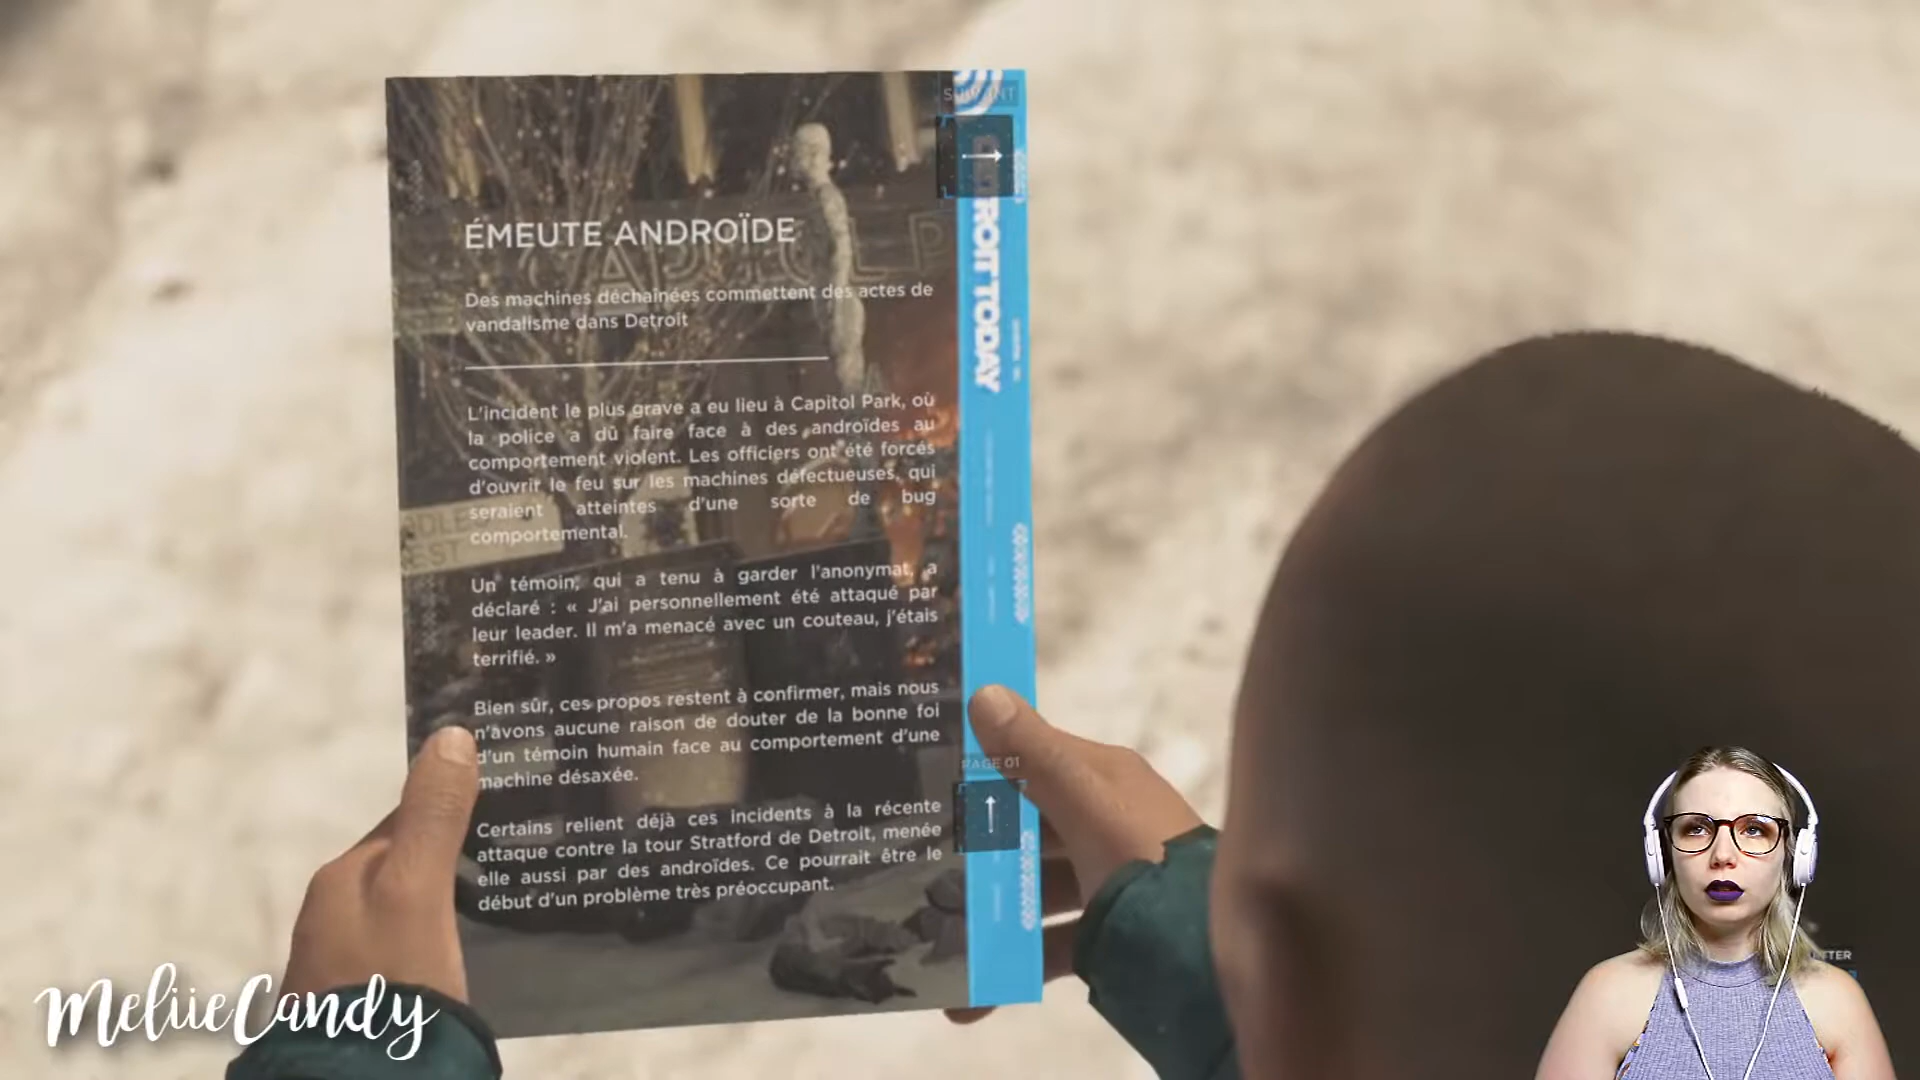 SUIVANT
DETROIT TODAY
ÉMEUTE ANDROÏDE
Des machines déchaînées commettent des actes de
vandalisme dans Detroit
L'incident le plus grave a eu lieu à Capitol Park, où
la police a dû faire face à des androïdes au
comportement violent. Les officiers ont été forcés
d'ouvrir le feu sur les machines défectueuses, qui
seraient atteintes d'une sorte de bug
comportemental.
Un témoin, qui a tenu à garder l'anonymat, a
déclaré : « J'ai personnellement été attaqué par
leur leader. Il m'a menacé avec un couteau, j'étais
terrifié. »
Bien sûr, ces propos restent à confirmer, mais nous
n'avons aucune raison de douter de la bonne foi
d'un témoin humain face au comportement d'une
machine désaxée.
Certains relient déjà ces incidents à la récente
attaque contre la tour Stratford de Detroit, menée
elle aussi par des androïdes. Ce pourrait être le
début d'un problème très préoccupant.
PAGE 01
MeliieCandy